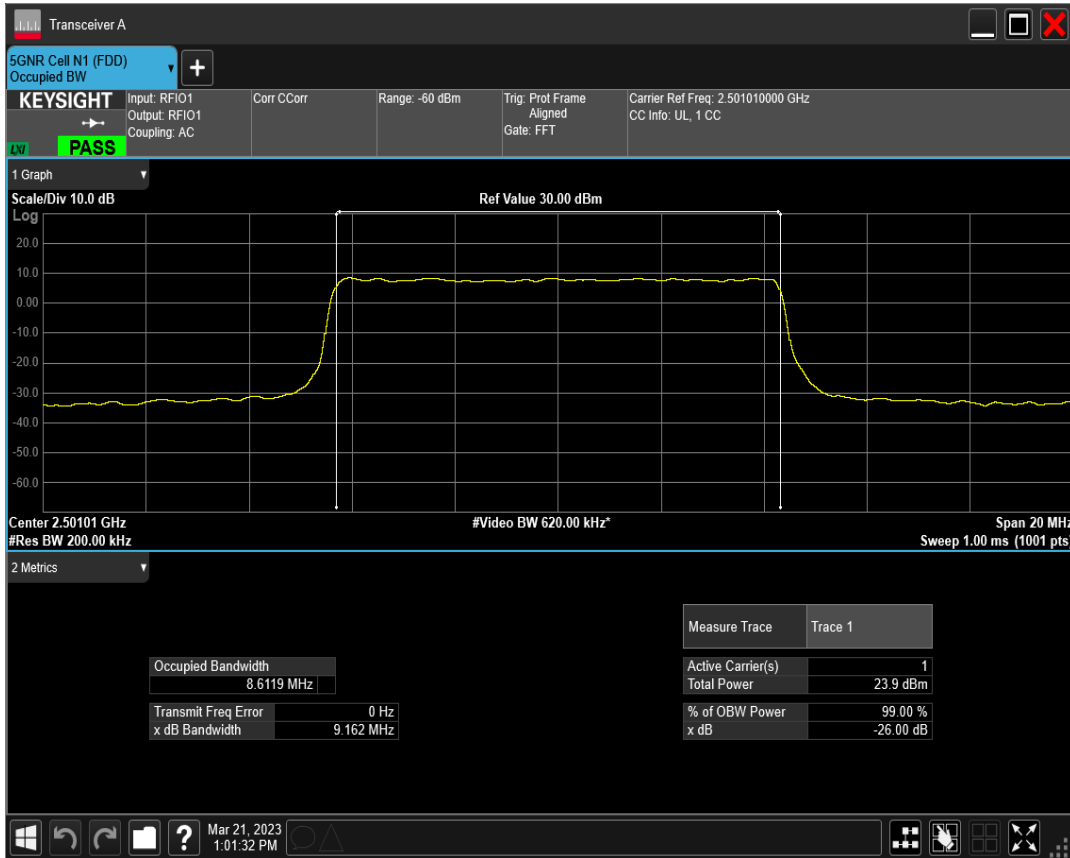 Transceiver A
5GNR Cell N1 (FDD)
Occupied BW
+
KEYSIGHT
LXI
PASS
Input: RFIO1
Output: RFIO1
Coupling: AC
Corr CCorr
Range: -60 dBm
Trig: Prot Frame
Aligned
Gate: FFT
Carrier Ref Freq: 2.501010000 GHz
CC Info: UL, 1 CC
1 Graph
Scale/Div 10.0 dB
Ref Value 30.00 dBm
Log
20.0
10.0
0.00
-10.0
-20.0
-30.0
-40.0
-50.0
-60.0
Center 2.50101 GHz
#Video BW 620.00 kHz*
Span 20 MHz
#Res BW 200.00 kHz
Sweep 1.00 ms (1001 pts)
2 Metrics
Measure Trace Trace 1
Occupied Bandwidth
8.6119 MHz
Active Carrier(s) 1
Total Power 23.9 dBm
Transmit Freq Error 0 Hz
x dB Bandwidth 9.162 MHz
% of OBW Power 99.00 %
x dB -26.00 dB
?
Mar 21, 2023
1:01:32 PM